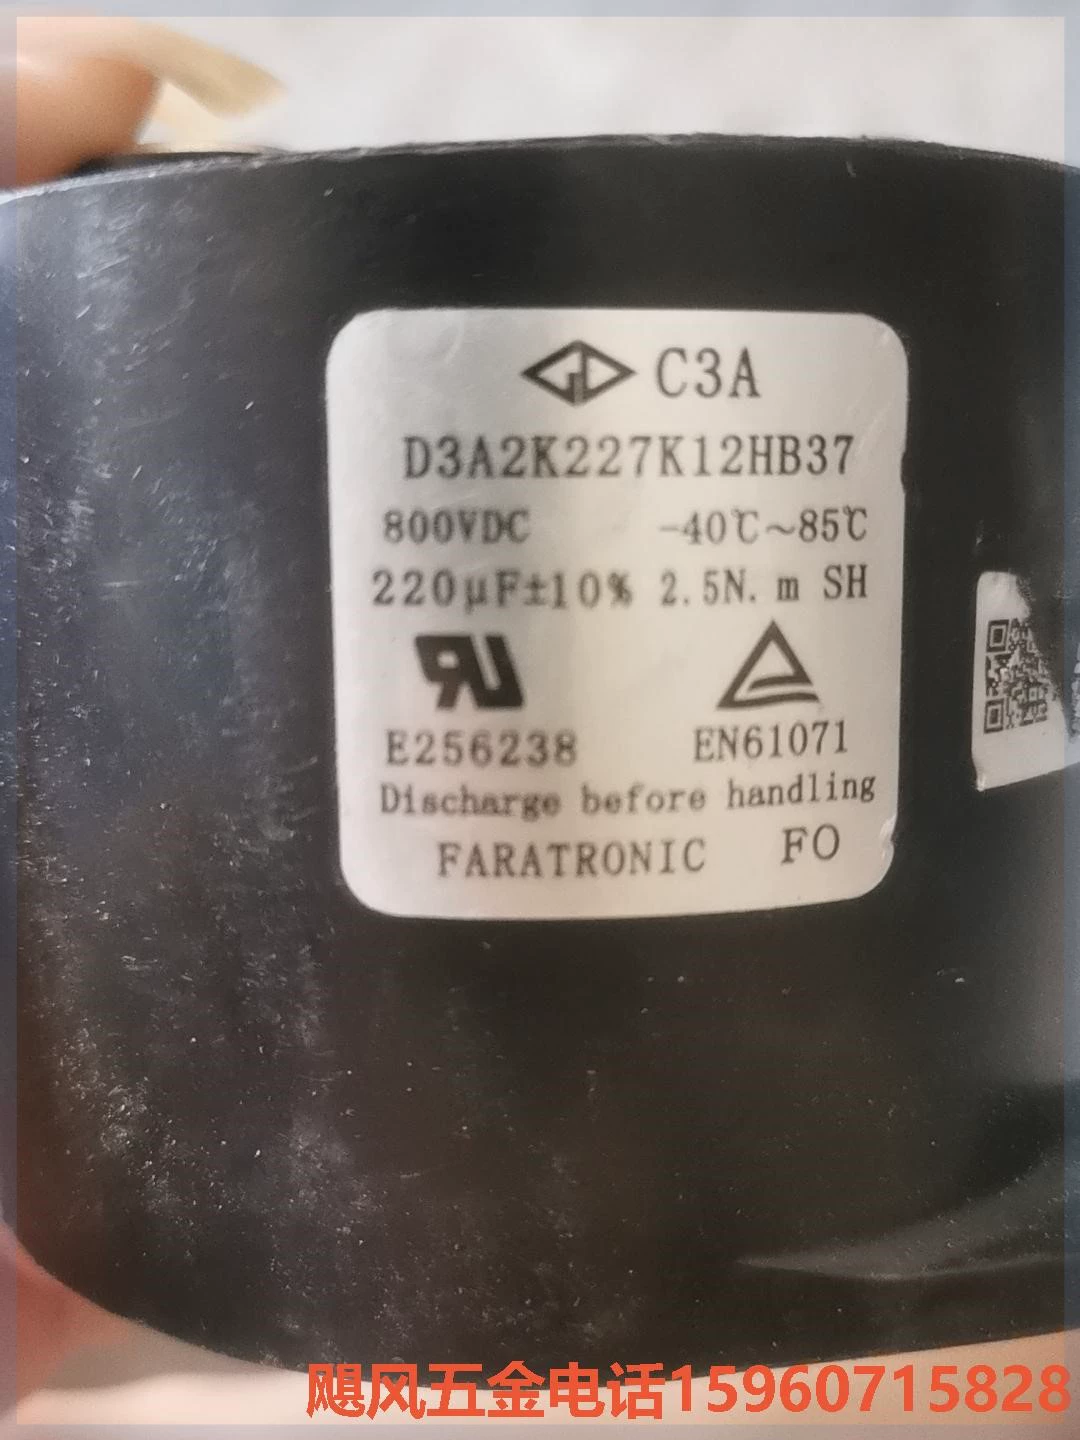 C3A
D3A2K227K12HB37
800VDC -40℃~85℃
220μF±10% 2.5N. m SH
E256238 EN61071
Discharge before handling
FARATRONIC FO
飓风五金电话15960715828